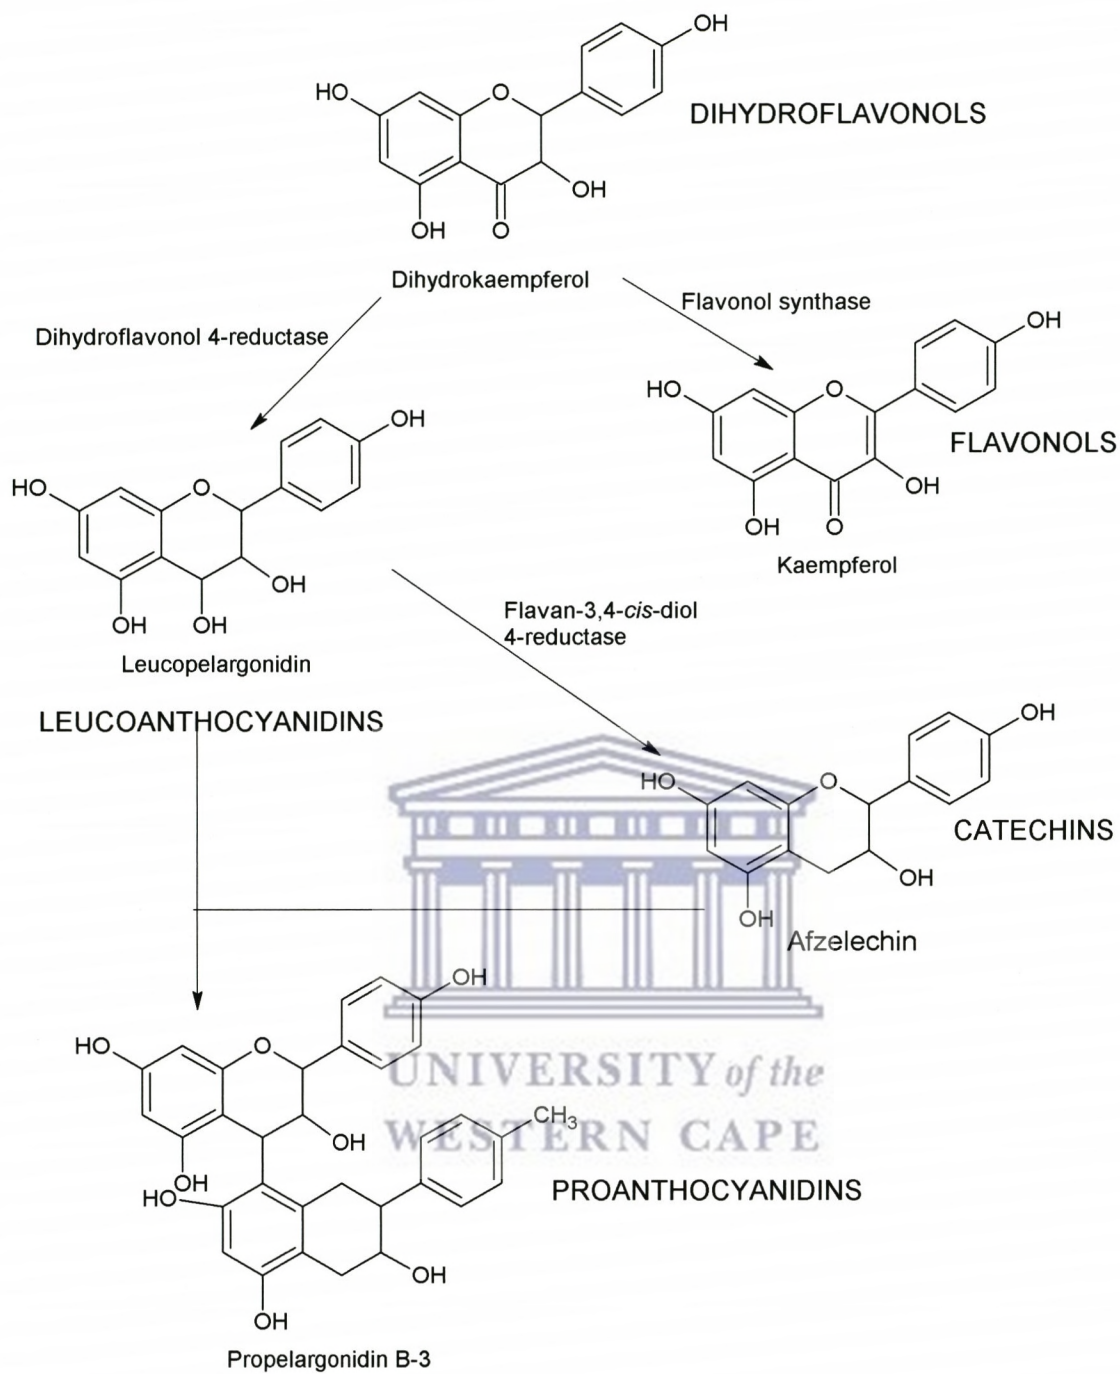 OH
HO
O
DIHYDROFLAVONOLS
OH
OH
O
Dihydrokaempferol
Flavonol synthase
Dihydroflavonol 4-reductase
OH
HO
O
FLAVONOLS
OH
OH
O
Kaempferol
OH
HO
O
OH
OH
OH
Leucopelargonidin
LEUCOANTHOCYANIDINS
Flavan-3,4-cis-diol
4-reductase
OH
HO
O
CATECHINS
OH
OH
Afzelechin
OH
HO
O
OH
OH
HO
CH3
PROANTHOCYANIDINS
OH
OH
Propelargonidin B-3
UNIVERSITY of the
WESTERN CAPE